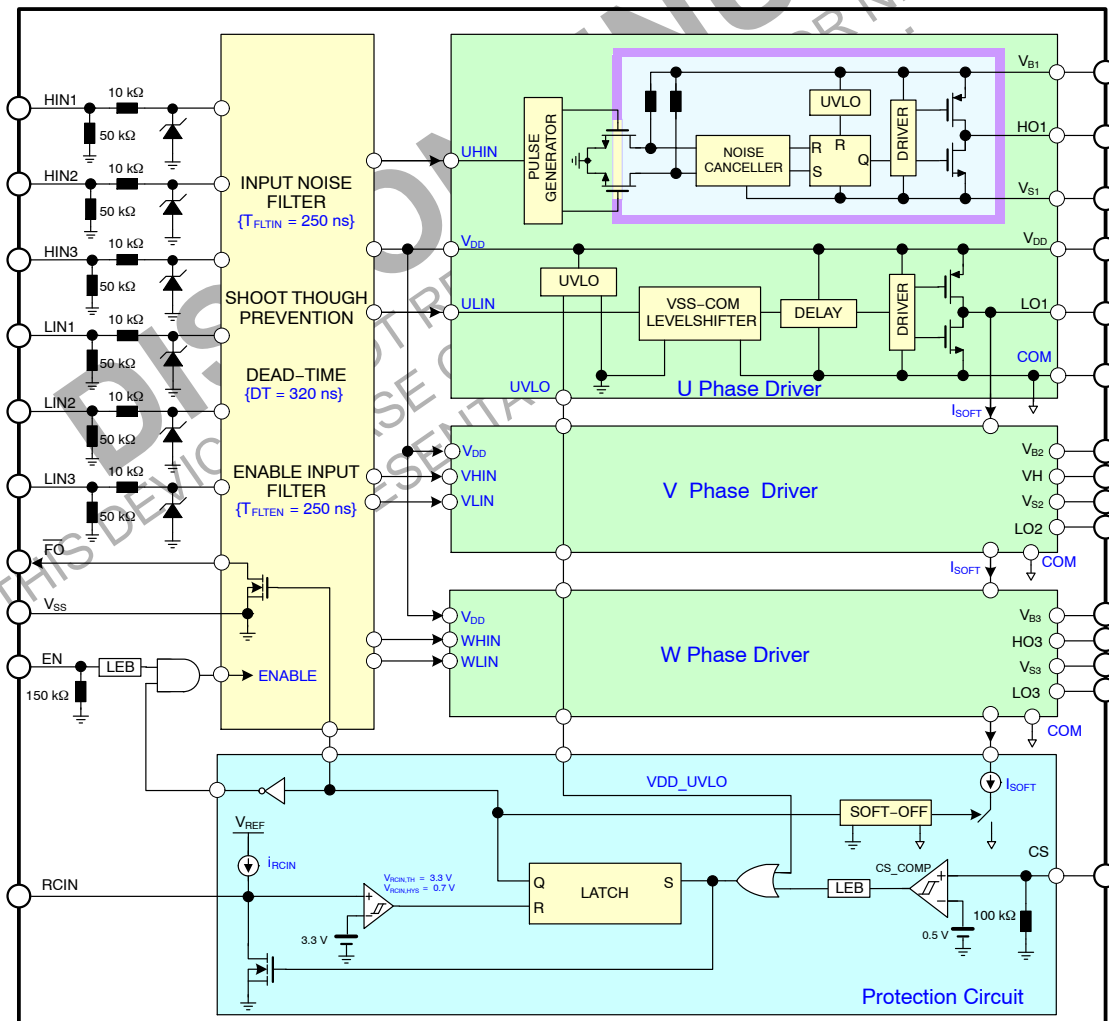 HIN1
10 kΩ
50 kΩ
HIN2
10 kΩ
50 kΩ
HIN3
10 kΩ
50 kΩ
LIN1
10 kΩ
50 kΩ
LIN2
10 kΩ
50 kΩ
LIN3
10 kΩ
50 kΩ
FO
VSS
EN
LEB
150 kΩ
ENABLE
INPUT NOISE
FILTER
{TFLTIN = 250 ns}
SHOOT THOUGH
PREVENTION
DEAD–TIME
{DT = 320 ns}
ENABLE INPUT
FILTER
{TFLTEN = 250 ns}
UHIN
PULSE
GENERATOR
NOISE
CANCELLER
UVLO
R
R
S
Q
DRIVER
VB1
HO1
VS1
VDD
VDD
UVLO
ULIN
VSS-COM
LEVELSHIFTER
DELAY
DRIVER
LO1
COM
UVLO
U Phase Driver
ISOFT
VDD
VHIN
VLIN
V Phase Driver
VB2
VH
VS2
LO2
ISOFT
COM
VDD
WHIN
WLIN
W Phase Driver
VB3
HO3
VS3
LO3
COM
VDD_UVLO
ISOFT
SOFT-OFF
VREF
iRCIN
RCIN
VRCIN,TH = 3.3 V
VRCIN,HYS = 0.7 V
3.3 V
Q
R
LATCH
S
LEB
CS_COMP
CS
100 kΩ
0.5 V
Protection Circuit
THIS DEVIC